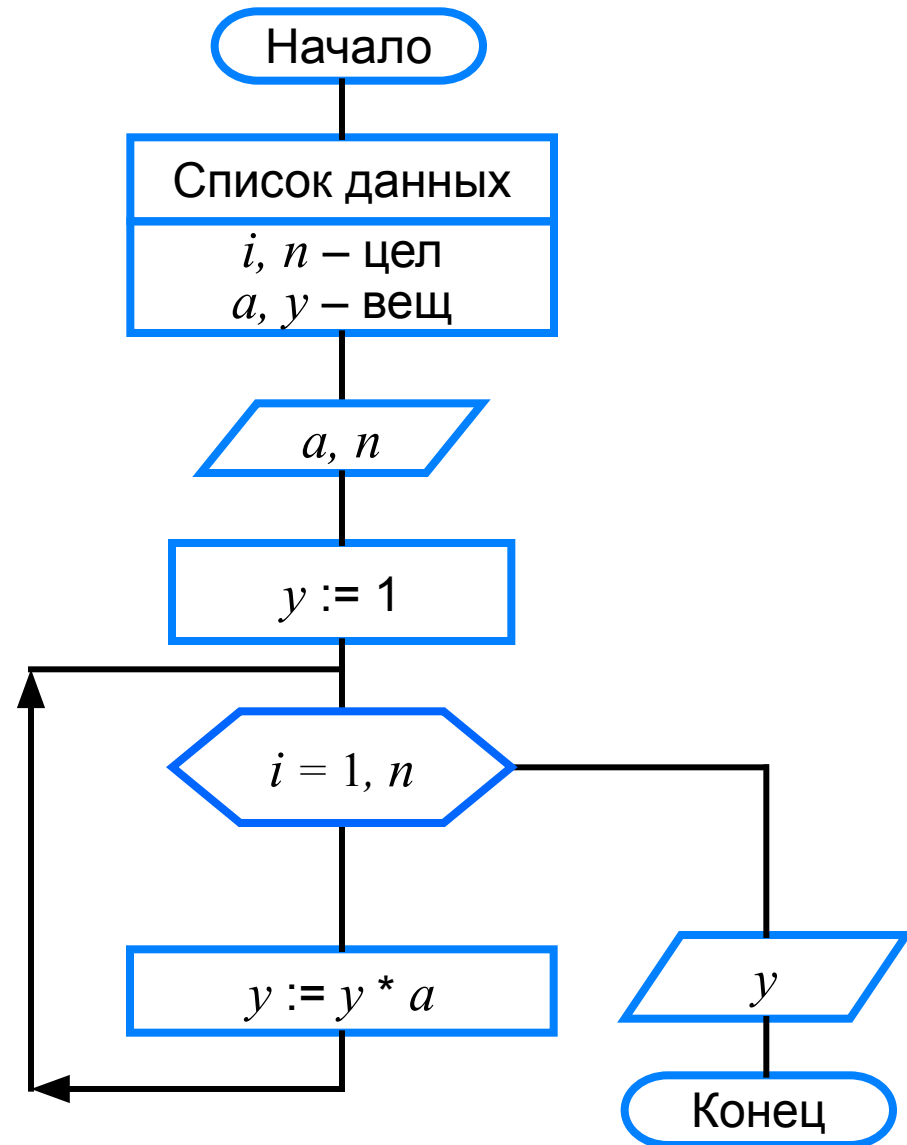 Начало
Список данных
i, n – цел
a, y – вещ
a, n
y := 1
i = 1, n
y := y * a
y
Конец